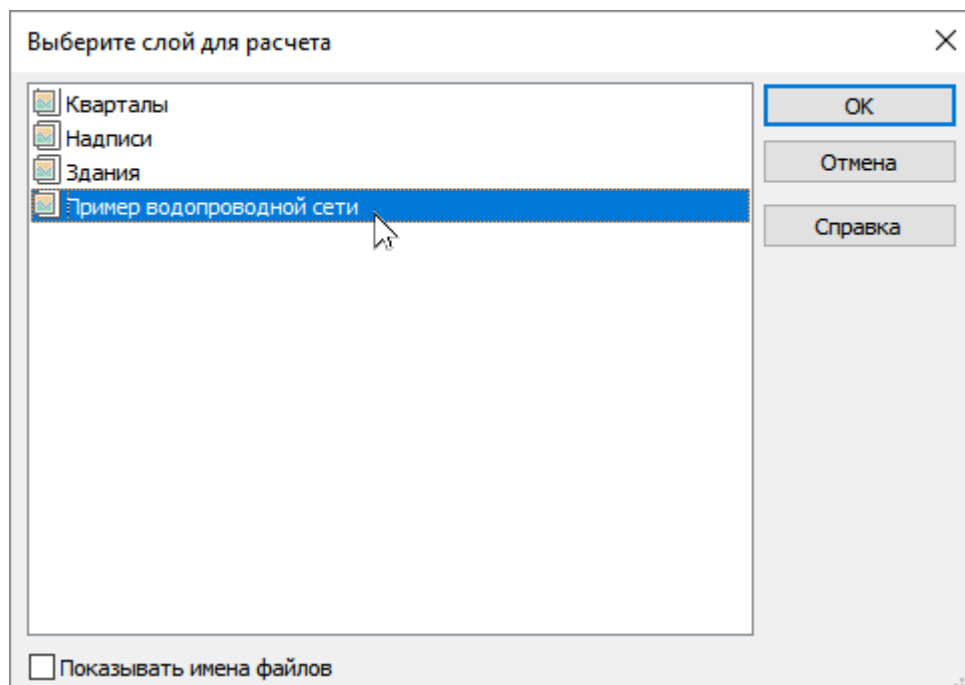 Выберите слой для расчета
Кварталы
Надписи
Здания
Пример водопроводной сети
OK
Отмена
Справка
Показывать имена файлов